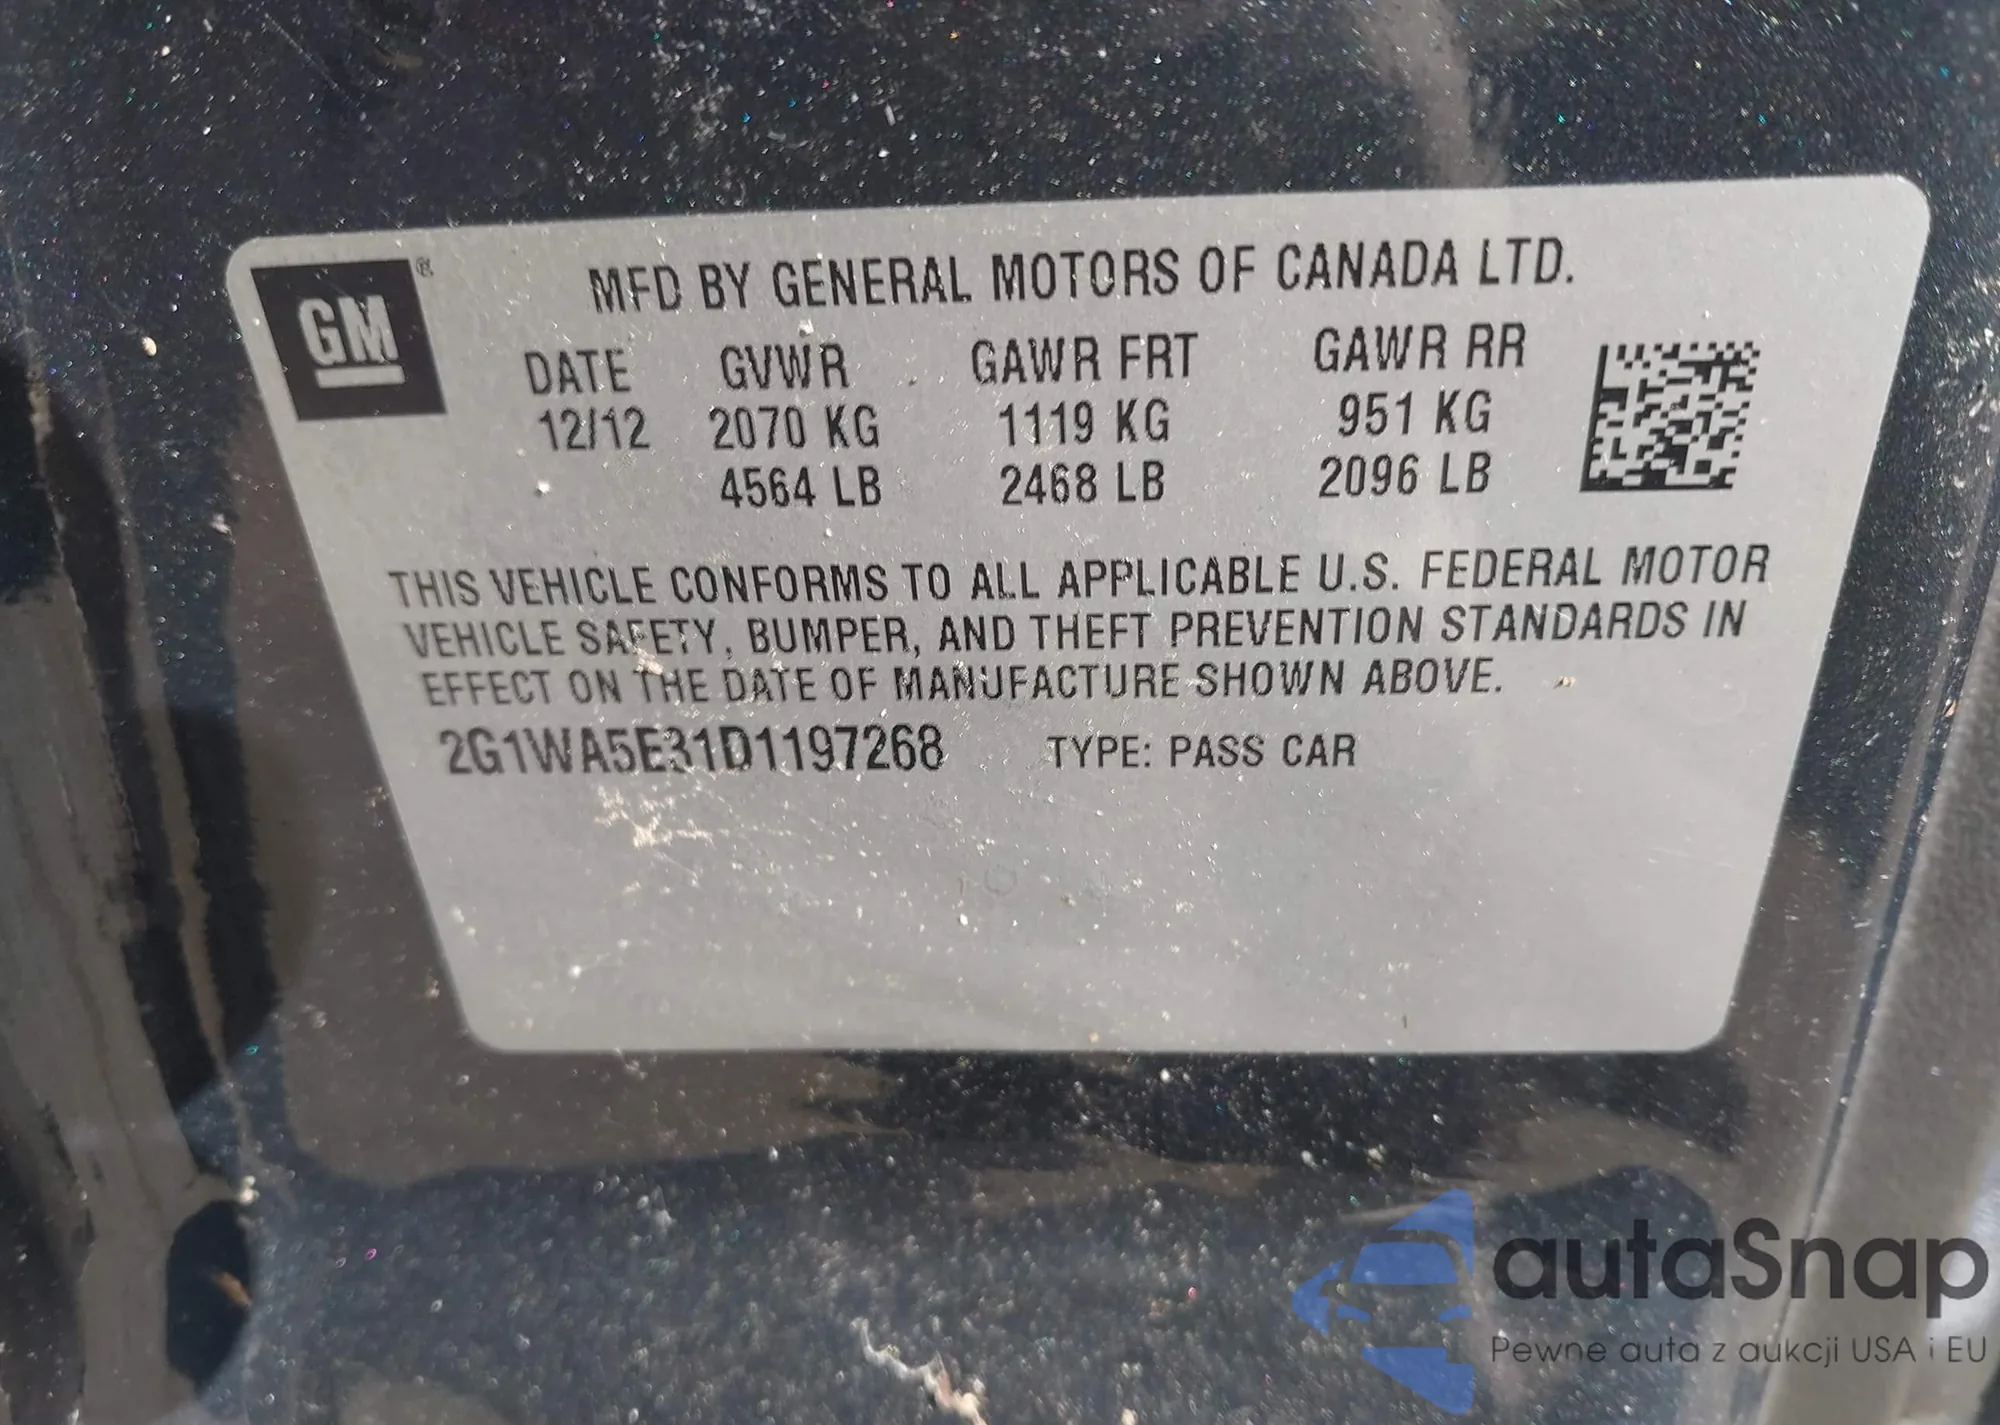 GM®
MFD BY GENERAL MOTORS OF CANADA LTD.
DATE GVWR GAWR FRT GAWR RR
12/12 2070 KG 1119 KG 951 KG
4564 LB 2468 LB 2096 LB
THIS VEHICLE CONFORMS TO ALL APPLICABLE U.S. FEDERAL MOTOR
VEHICLE SAFETY, BUMPER, AND THEFT PREVENTION STANDARDS IN
EFFECT ON THE DATE OF MANUFACTURE SHOWN ABOVE.
2G1WA5E31D1197268 TYPE: PASS CAR
autaSnap
Pewne auta z aukcji USA i EU